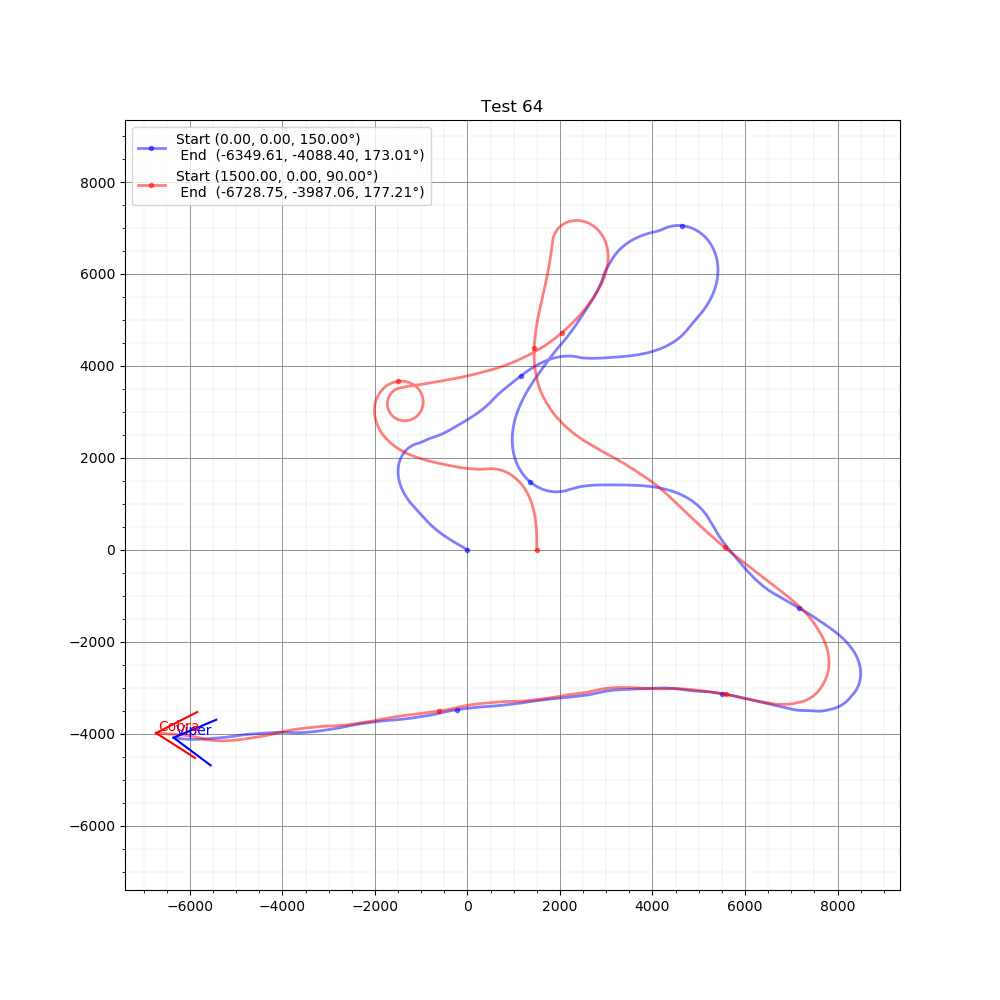 Test 64
Start (0.00, 0.00, 150.00°)
End (-6349.61, -4088.40, 173.01°)
Start (1500.00, 0.00, 90.00°)
End (-6728.75, -3987.06, 177.21°)
8000
6000
4000
2000
0
−2000
−4000
−6000
Cobra
Viper
−6000 −4000 −2000 0 2000 4000 6000 8000